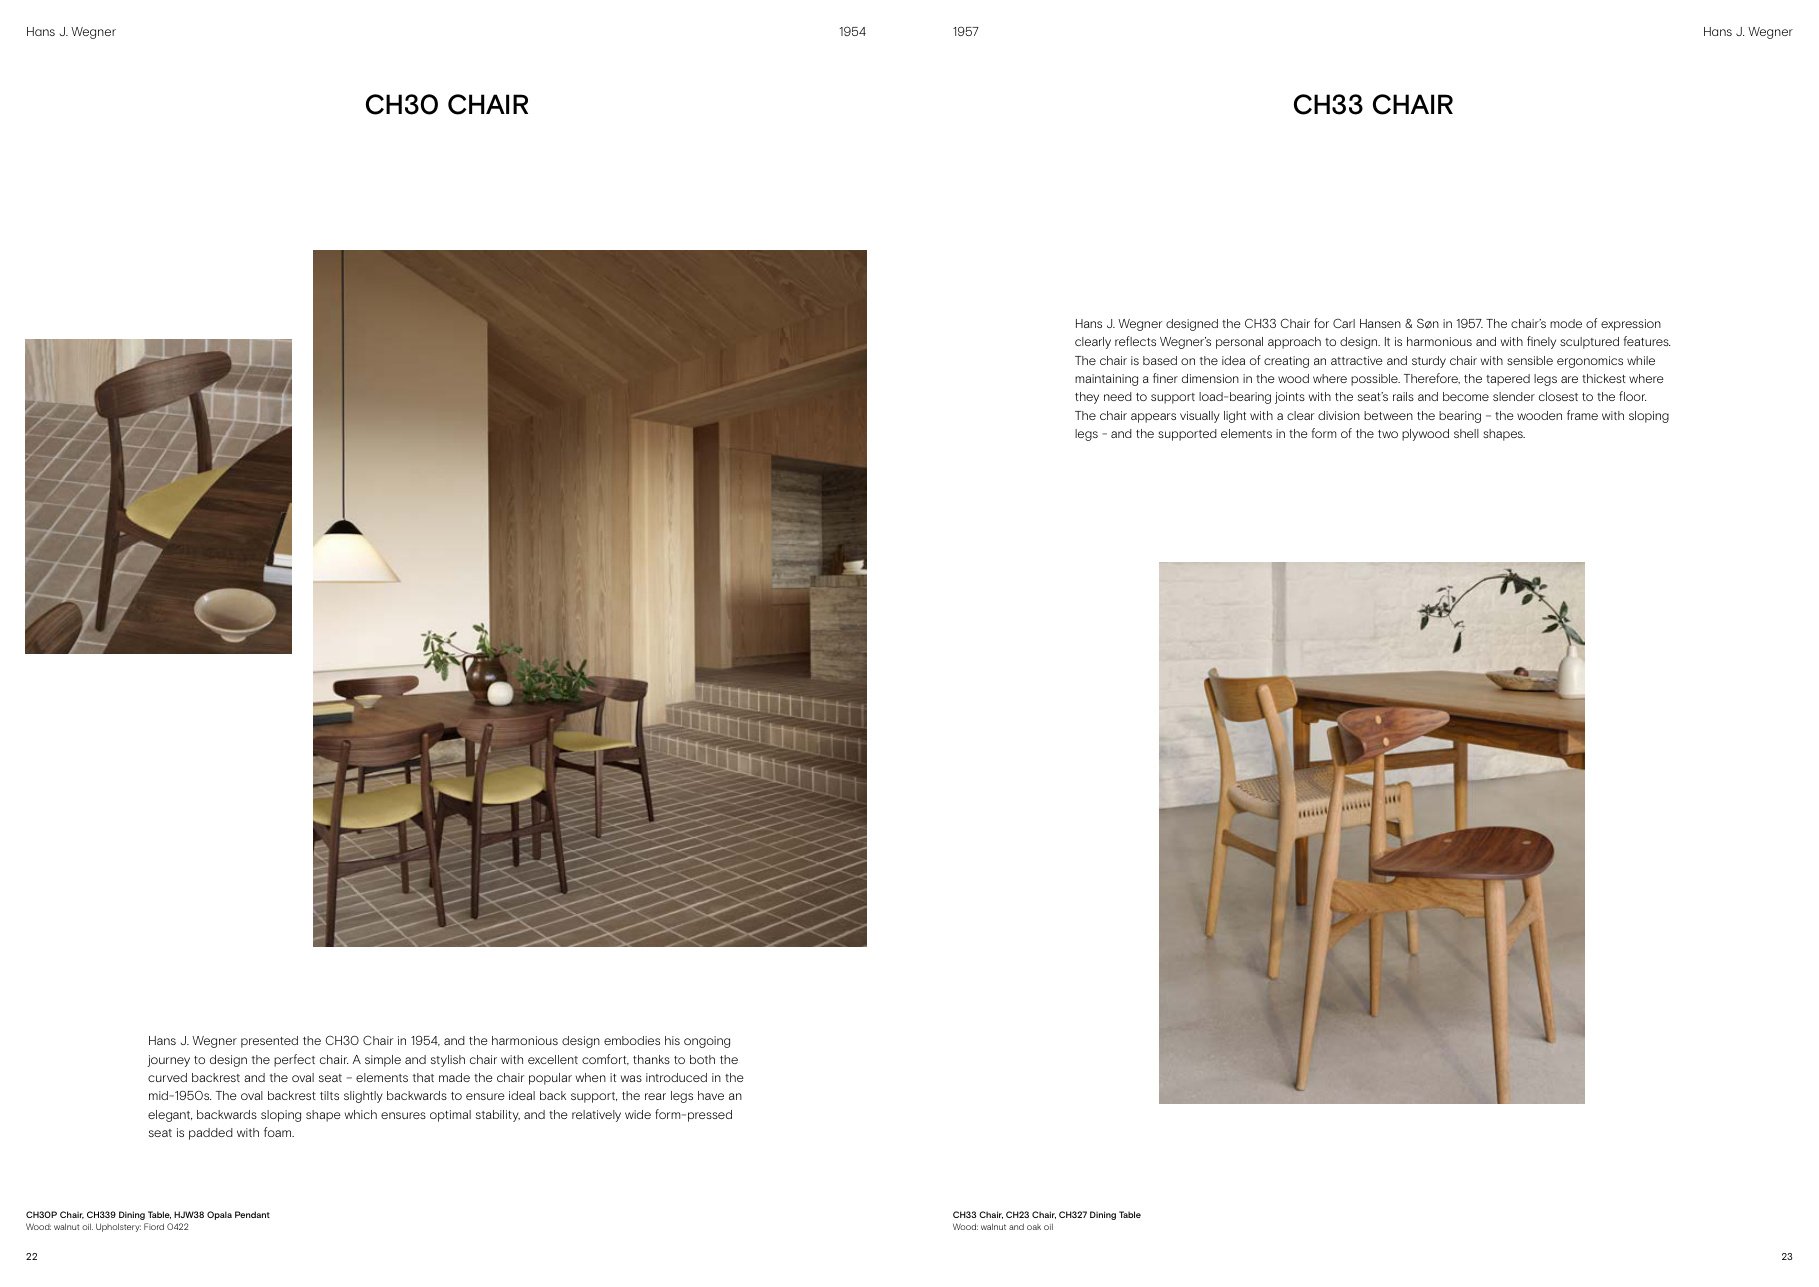 Hans J. Wegner
1954
CH30 CHAIR
Hans J. Wegner presented the CH30 Chair in 1954, and the harmonious design embodies his ongoing
journey to design the perfect chair. A simple and stylish chair with excellent comfort, thanks to both the
curved backrest and the oval seat – elements that made the chair popular when it was introduced in the
mid-1950s. The oval backrest tilts slightly backwards to ensure ideal back support, the rear legs have an
elegant, backwards sloping shape which ensures optimal stability, and the relatively wide form-pressed
seat is padded with foam.
CH30P Chair, CH339 Dining Table, HJW38 Opala Pendant
Wood: walnut oil. Upholstery: Fiord 0422
22
1957
Hans J. Wegner
CH33 CHAIR
Hans J. Wegner designed the CH33 Chair for Carl Hansen & Søn in 1957. The chair's mode of expression
clearly reflects Wegner's personal approach to design. It is harmonious and with finely sculptured features.
The chair is based on the idea of creating an attractive and sturdy chair with sensible ergonomics while
maintaining a finer dimension in the wood where possible. Therefore, the tapered legs are thickest where
they need to support load-bearing joints with the seat's rails and become slender closest to the floor.
The chair appears visually light with a clear division between the bearing – the wooden frame with sloping
legs - and the supported elements in the form of the two plywood shell shapes.
CH33 Chair, CH23 Chair, CH327 Dining Table
Wood: walnut and oak oil
23